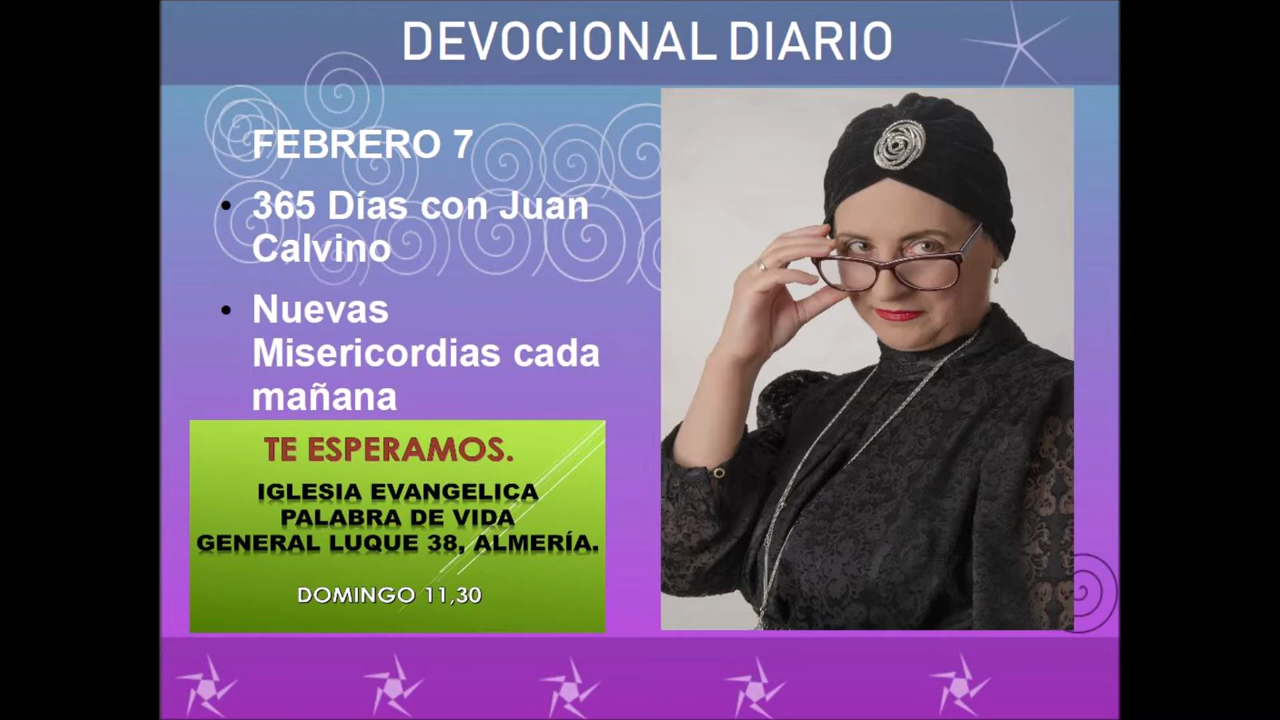 DEVOCIONAL DIARIO
FEBRERO 7
• 365 Días con Juan
Calvino
• Nuevas
Misericordias cada
mañana
TE ESPERAMOS.
IGLESIA EVANGELICA
PALABRA DE VIDA
GENERAL LUQUE 38, ALMERÍA.
DOMINGO 11,30